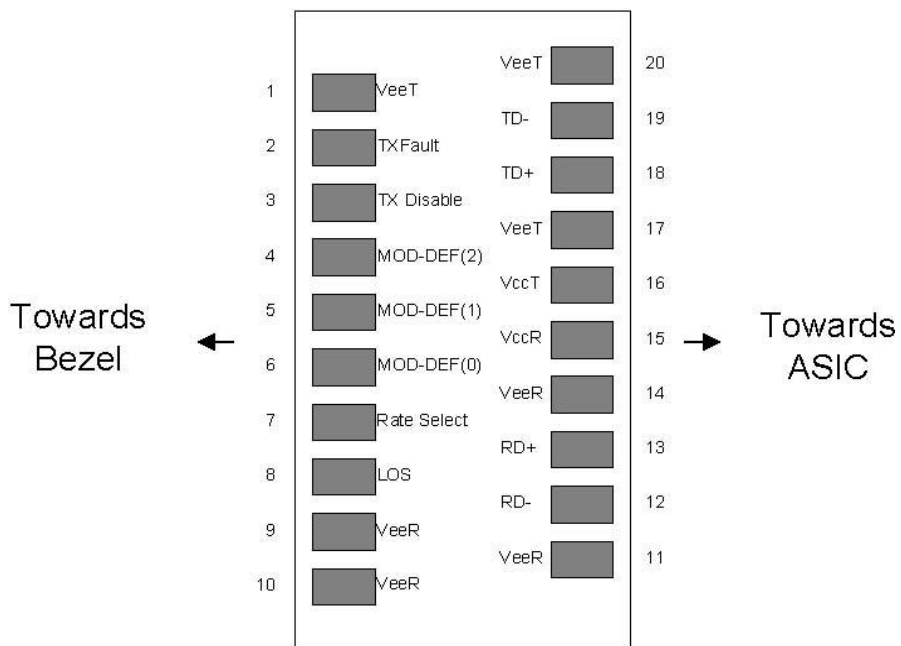 VeeT 20
1 VeeT
TD- 19
2 TXFault
TD+ 18
3 TX Disable
VeeT 17
4 MOD-DEF(2)
VccT 16
5 MOD-DEF(1)
Towards
Bezel
VccR 15
Towards
ASIC
6 MOD-DEF(0)
VeeR 14
7 Rate Select
RD+ 13
8 LOS
RD- 12
9 VeeR
VeeR 11
10 VeeR